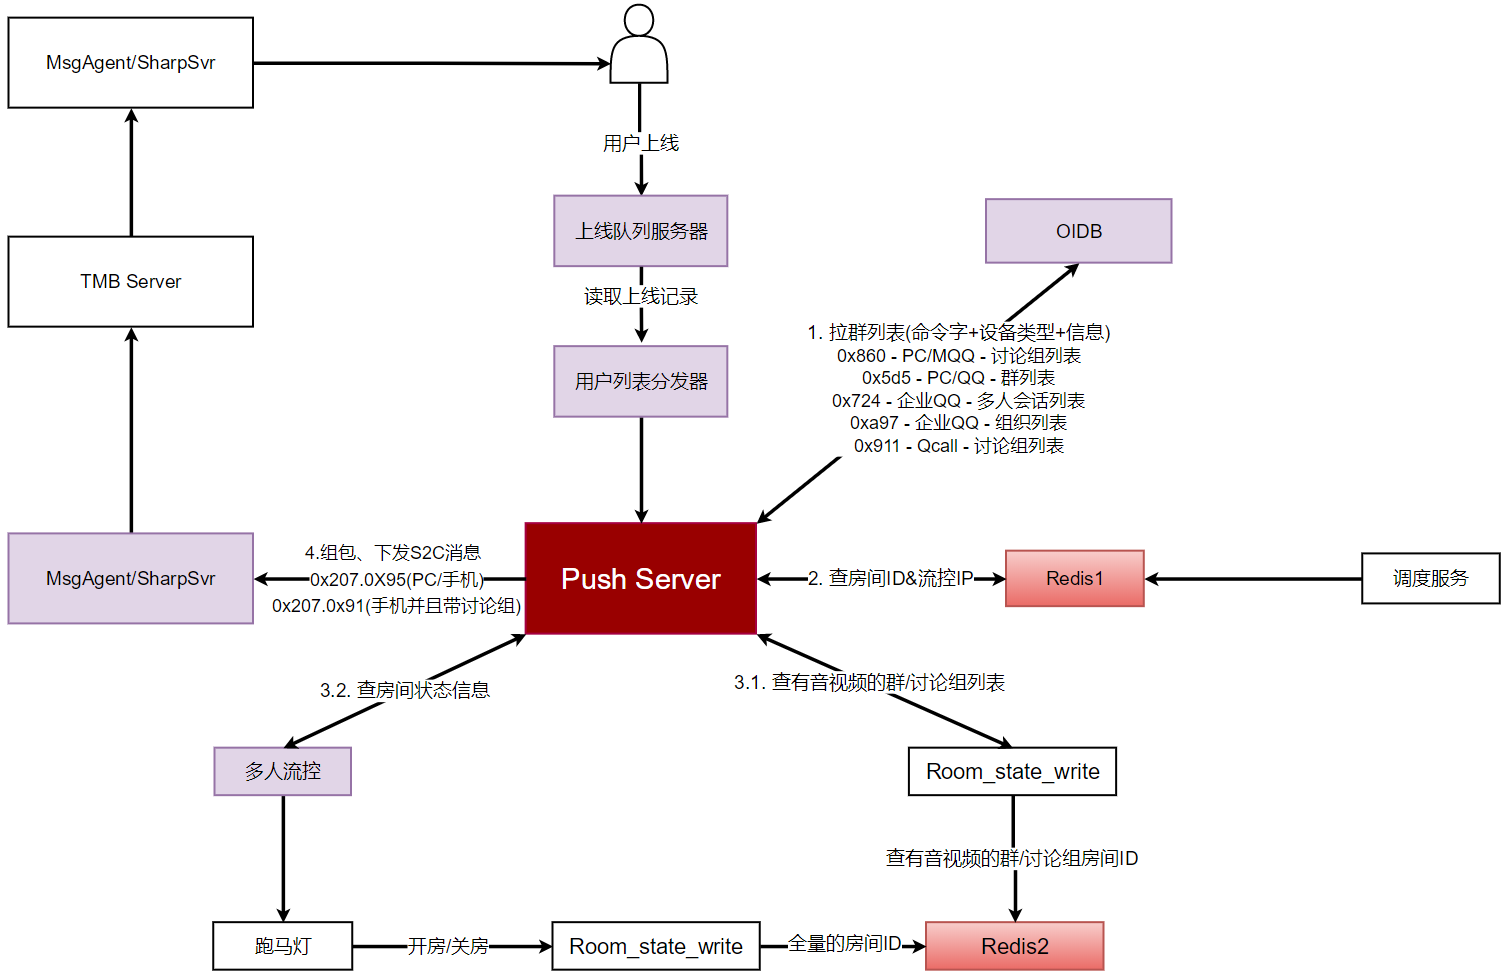 MsgAgent/SharpSvr
用户上线
上线队列服务器
OIDB
TMB Server
读取上线记录
1. 拉群列表(命令字+设备类型+信息)
0x860 - PC/MQQ - 讨论组列表
0x5d5 - PC/QQ - 群列表
0x724 - 企业QQ - 多人会话列表
0xa97 - 企业QQ - 组织列表
0x911 - Qcall - 讨论组列表
用户列表分发器
MsgAgent/SharpSvr
4.组包、下发S2C消息
0x207.0X95(PC/手机)
0x207.0x91(手机并且带讨论组)
Push Server
2. 查房间ID&流控IP
Redis1
调度服务
3.2. 查房间状态信息
3.1. 查有音视频的群/讨论组列表
多人流控
Room_state_write
查有音视频的群/讨论组房间ID
跑马灯
开房/关房
Room_state_write
全量的房间ID
Redis2